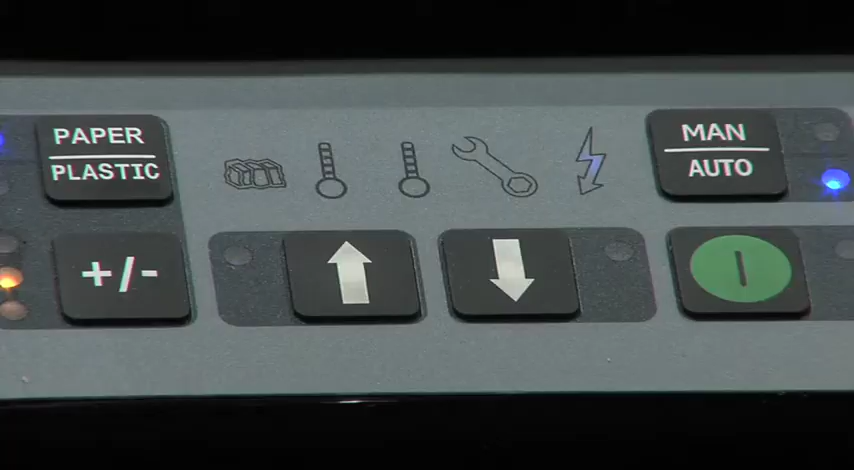 PAPER
PLASTIC
MAN
AUTO
+/-